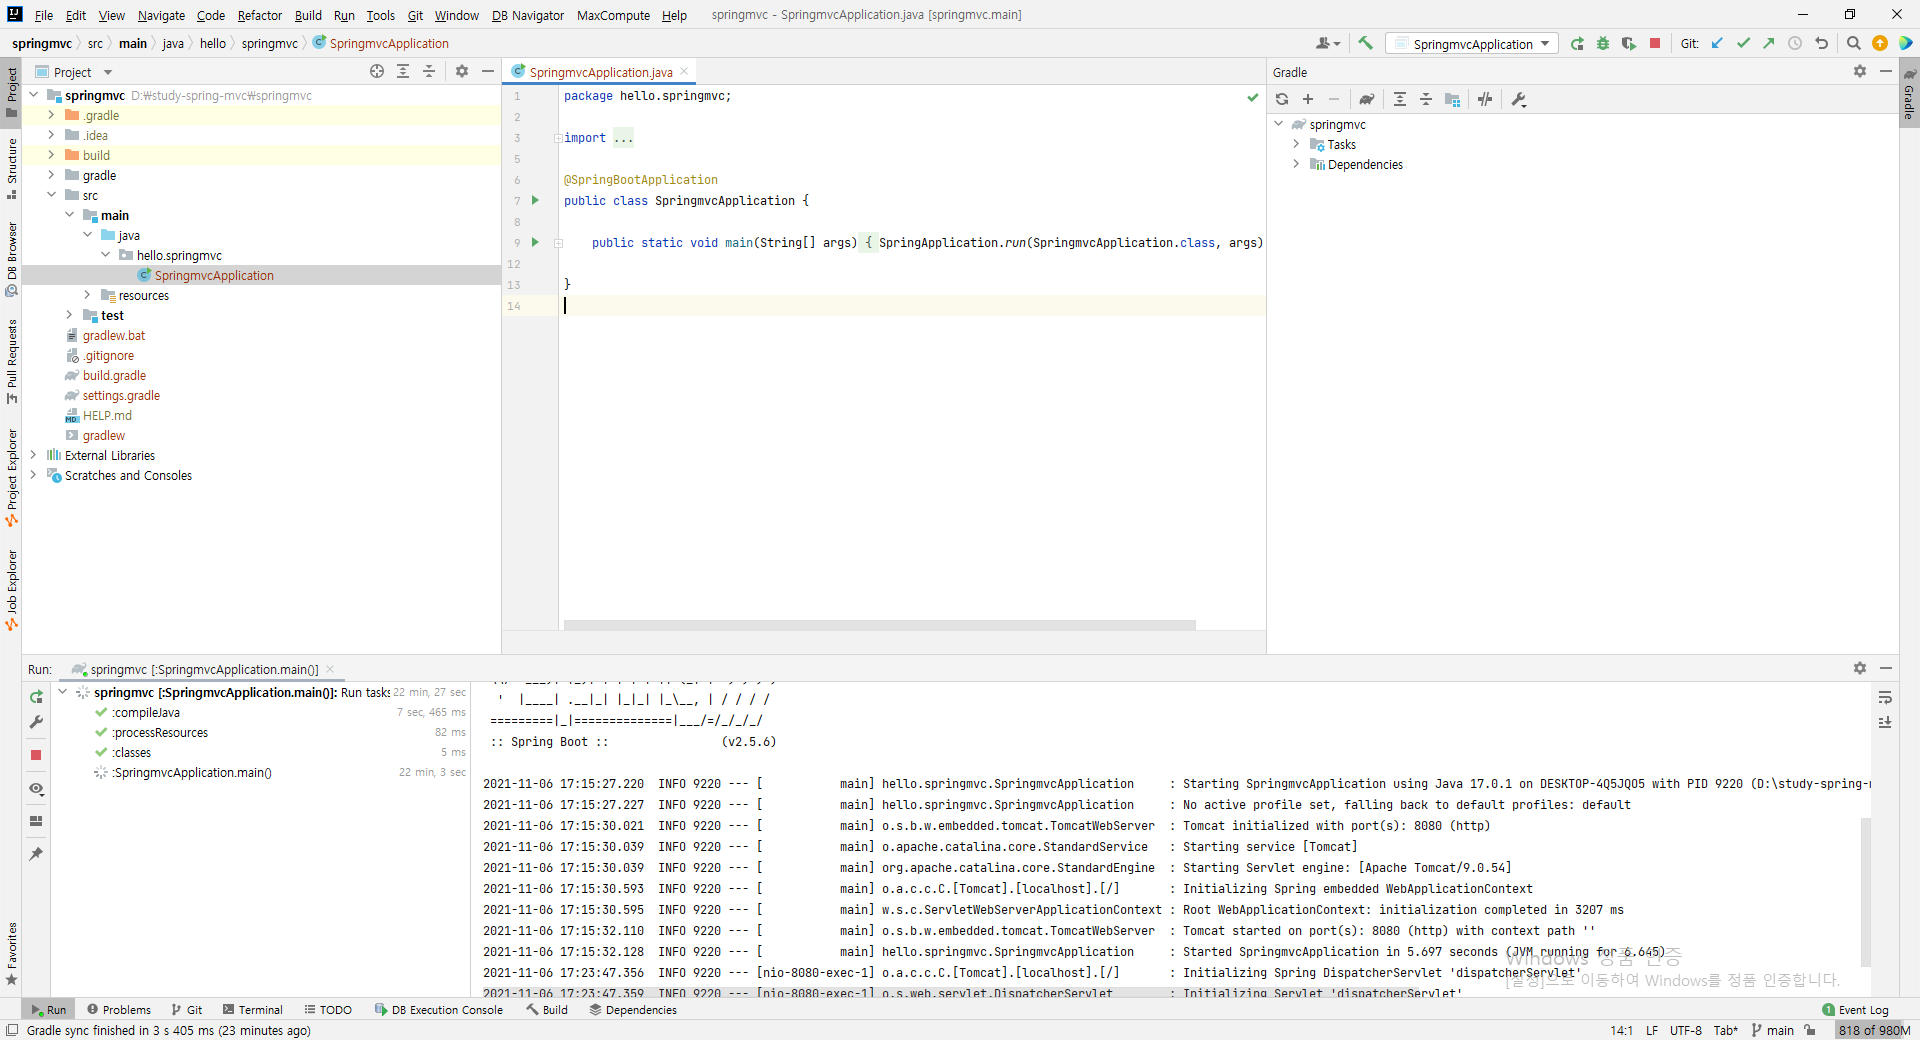 File Edit View Navigate Code Refactor Build Run Tools Git Window DB Navigator MaxCompute Help springmvc - SpringmvcApplication.java [springmvc.main]
springmvc src main java hello springmvc SpringmvcApplication
SpringmvcApplication Git:
Project
SpringmvcApplication.java
Gradle
springmvc D:₩study-spring-mvc₩springmvc
.gradle
.idea
build
gradle
src
main
java
hello.springmvc
SpringmvcApplication
resources
test
gradlew.bat
.gitignore
build.gradle
settings.gradle
HELP.md
gradlew
External Libraries
Scratches and Consoles
Project
Structure
DB Browser
Pull Requests
Project Explorer
Job Explorer
Favorites
1 package hello.springmvc;
2
3 import ...
5
6 @SpringBootApplication
7 public class SpringmvcApplication {
8
9 public static void main(String[] args) { SpringApplication.run(SpringmvcApplication.class, args)
12
13 }
14
springmvc
Tasks
Dependencies
Gradle
Run: springmvc [:SpringmvcApplication.main()]
springmvc [:SpringmvcApplication.main()]: Run tasks 22 min, 27 sec
:compileJava 7 sec, 465 ms
:processResources 82 ms
:classes 5 ms
:SpringmvcApplication.main() 22 min, 3 sec
' |____| .__|_| |_|_| |_\__, | / / / /
=========|_|==============|___/=/_/_/_/
:: Spring Boot :: (v2.5.6)
2021-11-06 17:15:27.220 INFO 9220 --- [ main] hello.springmvc.SpringmvcApplication : Starting SpringmvcApplication using Java 17.0.1 on DESKTOP-4Q5JQO5 with PID 9220 (D:\study-spring-m
2021-11-06 17:15:27.227 INFO 9220 --- [ main] hello.springmvc.SpringmvcApplication : No active profile set, falling back to default profiles: default
2021-11-06 17:15:30.021 INFO 9220 --- [ main] o.s.b.w.embedded.tomcat.TomcatWebServer : Tomcat initialized with port(s): 8080 (http)
2021-11-06 17:15:30.039 INFO 9220 --- [ main] o.apache.catalina.core.StandardService : Starting service [Tomcat]
2021-11-06 17:15:30.039 INFO 9220 --- [ main] org.apache.catalina.core.StandardEngine : Starting Servlet engine: [Apache Tomcat/9.0.54]
2021-11-06 17:15:30.593 INFO 9220 --- [ main] o.a.c.c.C.[Tomcat].[localhost].[/] : Initializing Spring embedded WebApplicationContext
2021-11-06 17:15:30.595 INFO 9220 --- [ main] w.s.c.ServletWebServerApplicationContext : Root WebApplicationContext: initialization completed in 3207 ms
2021-11-06 17:15:32.110 INFO 9220 --- [ main] o.s.b.w.embedded.tomcat.TomcatWebServer : Tomcat started on port(s): 8080 (http) with context path ''
2021-11-06 17:15:32.128 INFO 9220 --- [ main] hello.springmvc.SpringmvcApplication : Started SpringmvcApplication in 5.697 seconds (JVM running for 6.645)
2021-11-06 17:23:47.356 INFO 9220 --- [nio-8080-exec-1] o.a.c.c.C.[Tomcat].[localhost].[/] : Initializing Spring DispatcherServlet 'dispatcherServlet'
2021-11-06 17:23:47.359 INFO 9220 --- [nio-8080-exec-1] o.s.web.servlet.DispatcherServlet : Initializing Servlet 'dispatcherServlet'
Windows 정품 인증
[설정]으로 이동하여 Windows를 정품 인증합니다.
Run Problems Git Terminal TODO DB Execution Console Build Dependencies 1 Event Log
Gradle sync finished in 3 s 405 ms (23 minutes ago) 14:1 LF UTF-8 Tab* main 818 of 980M